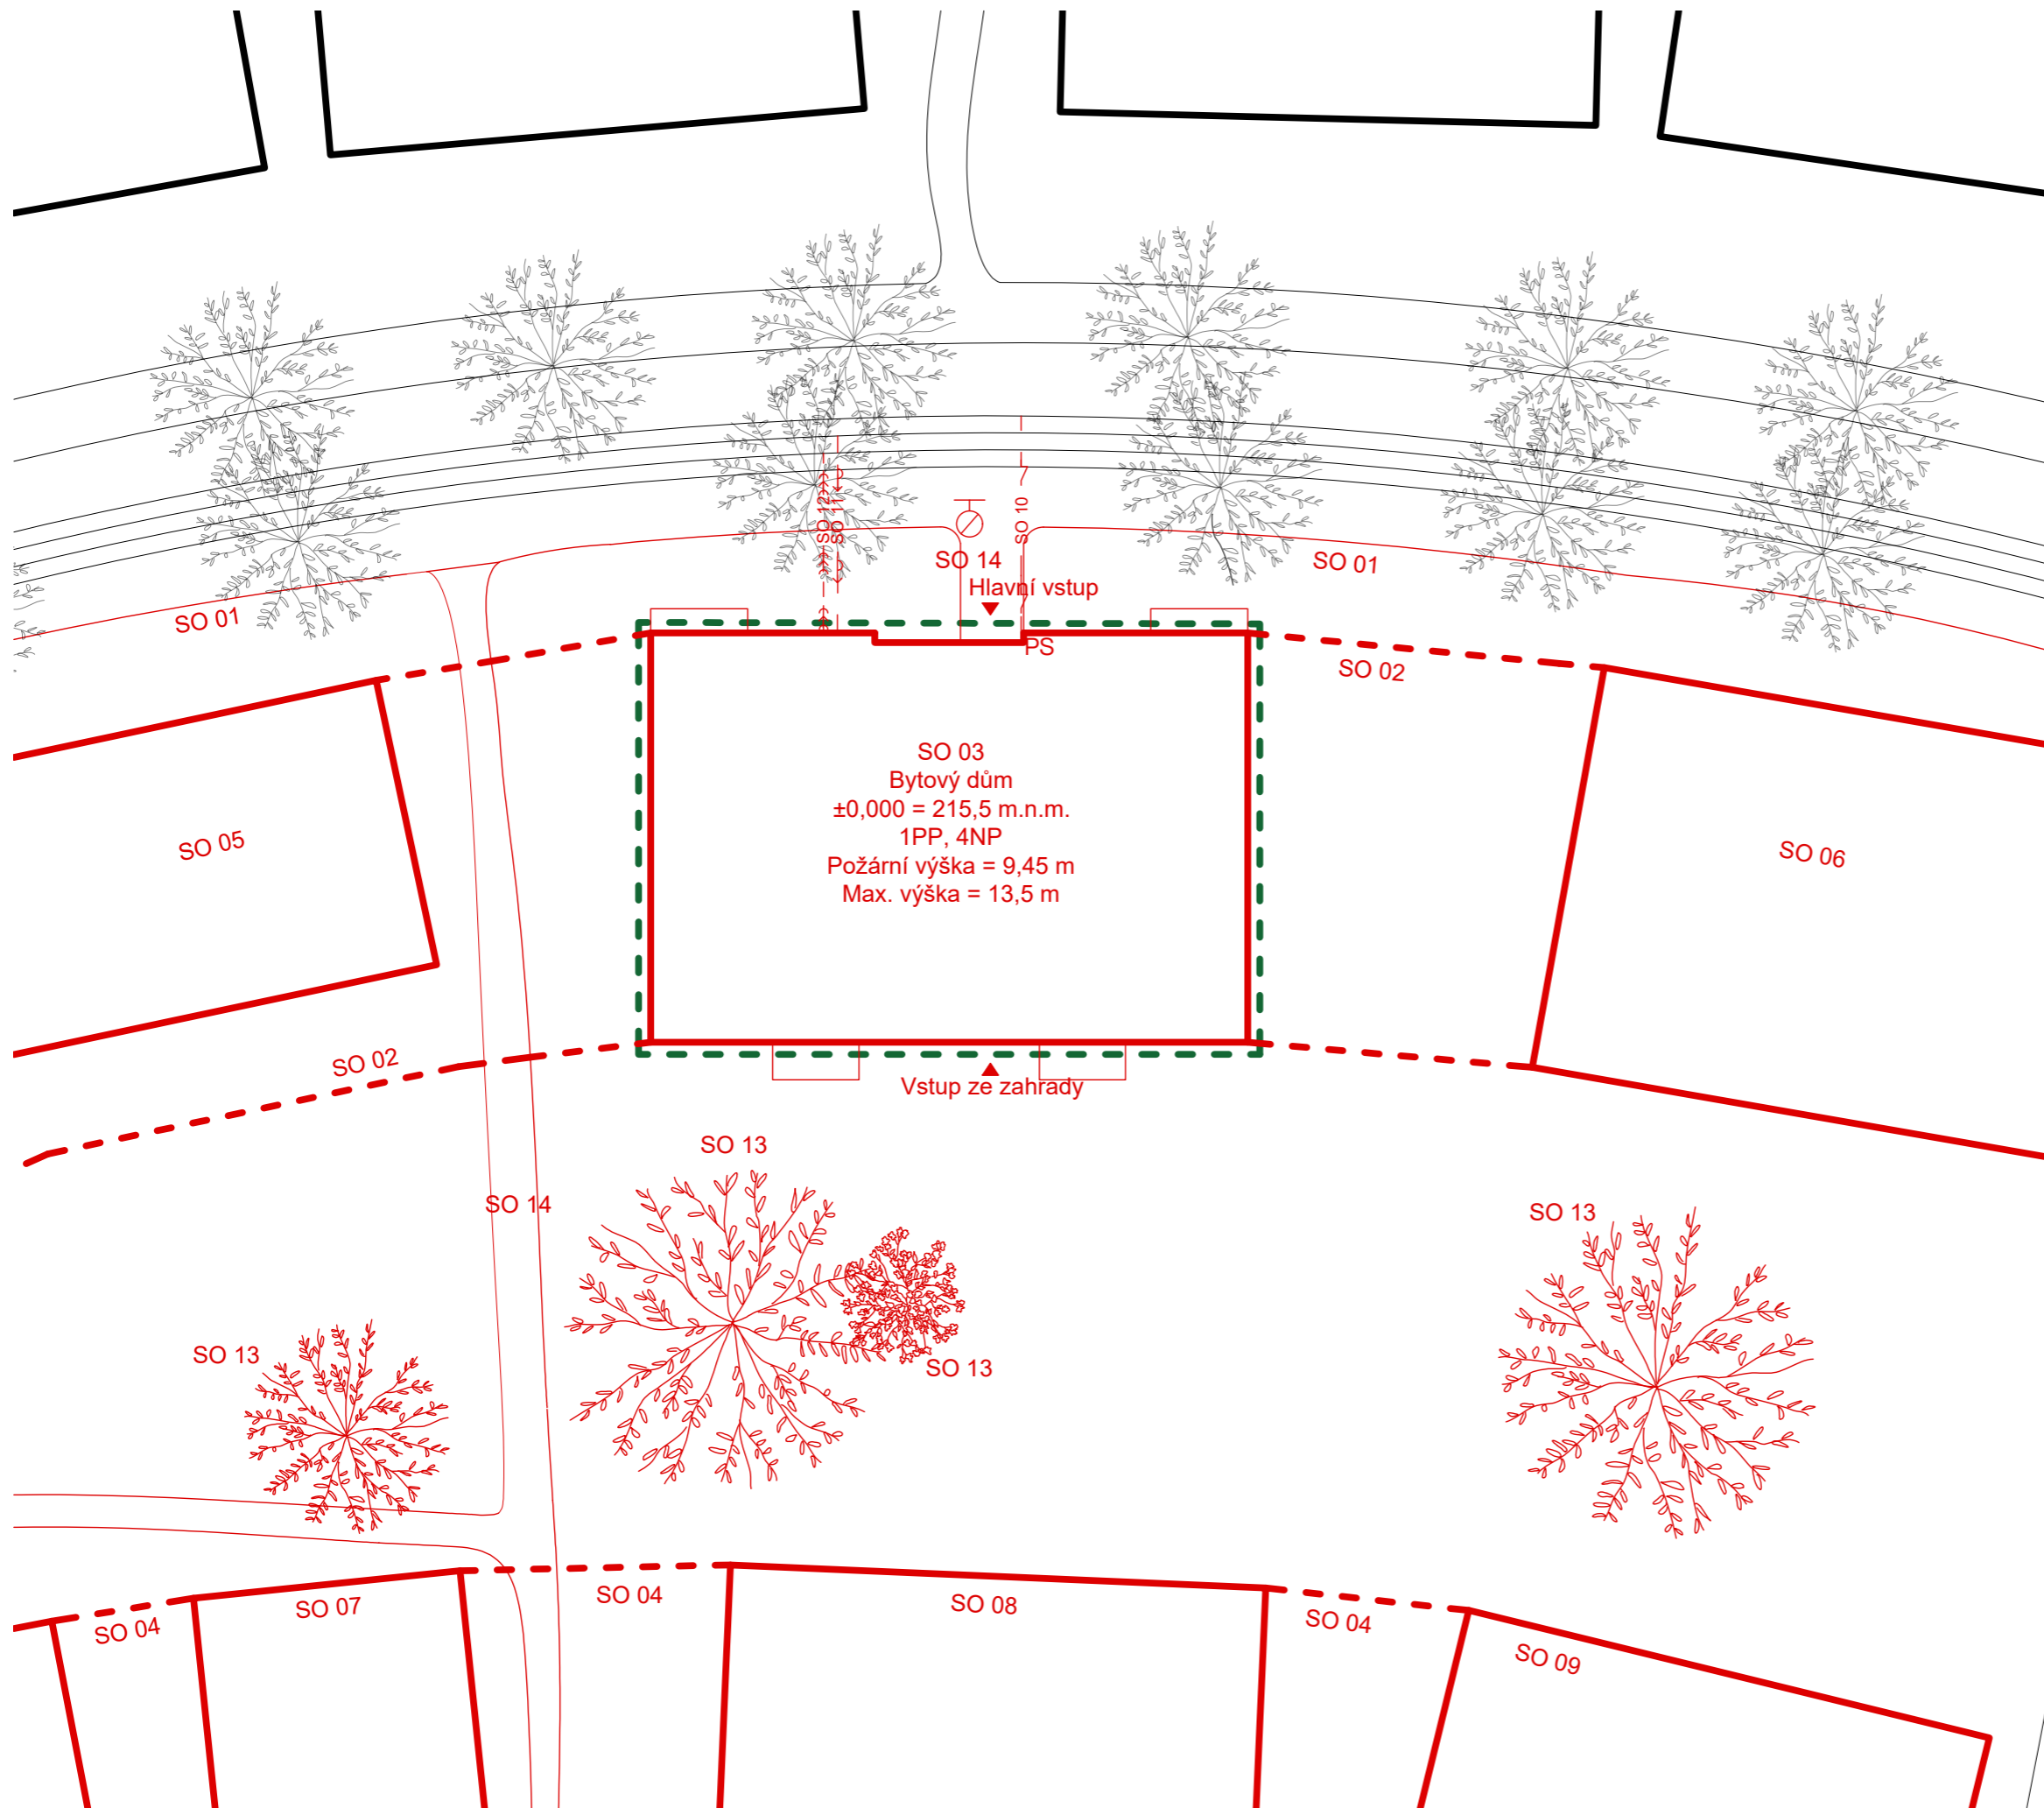 SO 12
SO 11
SO 10
SO 14
SO 01
Hlavní vstup
SO 01
PS
SO 02
SO 03
Bytový dům
±0,000 = 215,5 m.n.m.
1PP, 4NP
Požární výška = 9,45 m
Max. výška = 13,5 m
SO 05
SO 06
SO 02
Vstup ze zahrady
SO 13
SO 14
SO 13
SO 13
SO 13
SO 04
SO 07
SO 04
SO 08
SO 04
SO 09